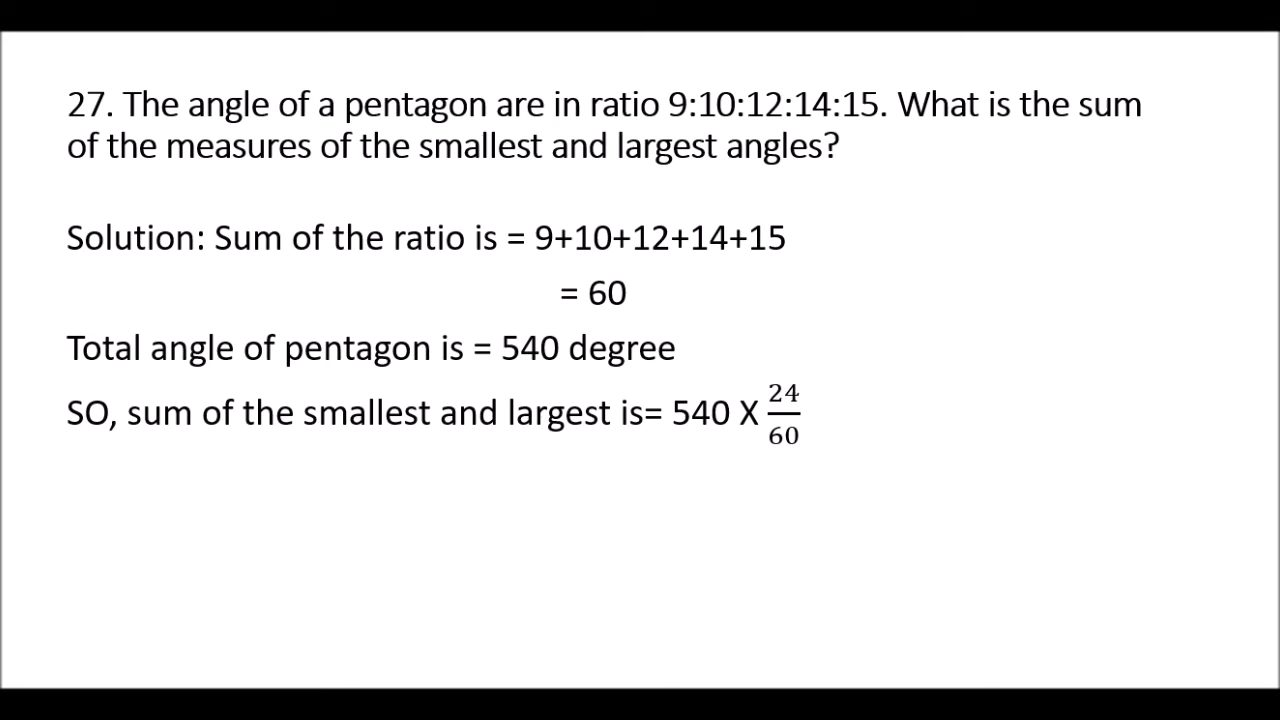 27. The angle of a pentagon are in ratio 9:10:12:14:15. What is the sum
of the measures of the smallest and largest angles?
Solution: Sum of the ratio is = 9+10+12+14+15
= 60
Total angle of pentagon is = 540 degree
SO, sum of the smallest and largest is= 540 X 24/60